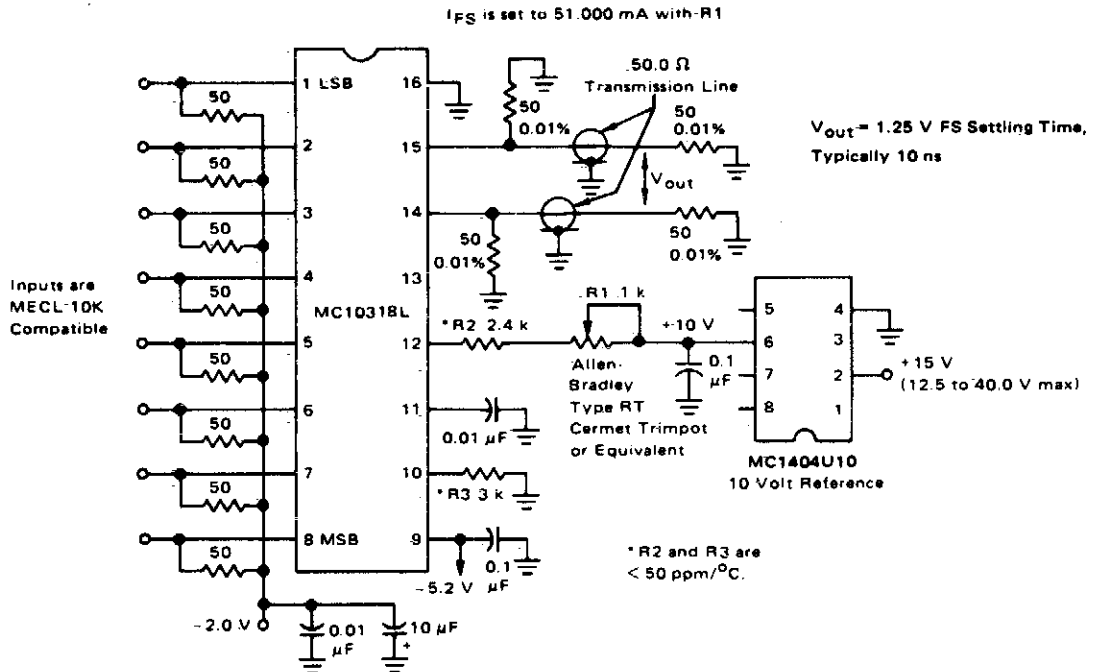 IFS is set to 51.000 mA with R1
50
1 LSB
16
50
0.01%
50.0 Ω
Transmission Line
50
0.01%
VOut = 1.25 V FS Settling Time,
Typically 10 ns
50
2
15
50
3
14
Vout
50
0.01%
50
0.01%
50
4
13
Inputs are
MECL-10K
Compatible
MC10318L
50
5
12
*R2 2.4 k
R1 1 k
+10 V
Allen-
Bradley
Type RT
Cermet Trimpot
or Equivalent
0.1
µF
5
4
6
3
7
2
8
1
+15 V
(12.5 to 40.0 V max)
MC1404U10
10 Volt Reference
50
6
11
0.01 µF
50
7
10
*R3 3 k
50
8 MSB
9
-5.2 V
0.1
µF
*R2 and R3 are
< 50 ppm/°C.
-2.0 V
0.01
µF
10 µF
+